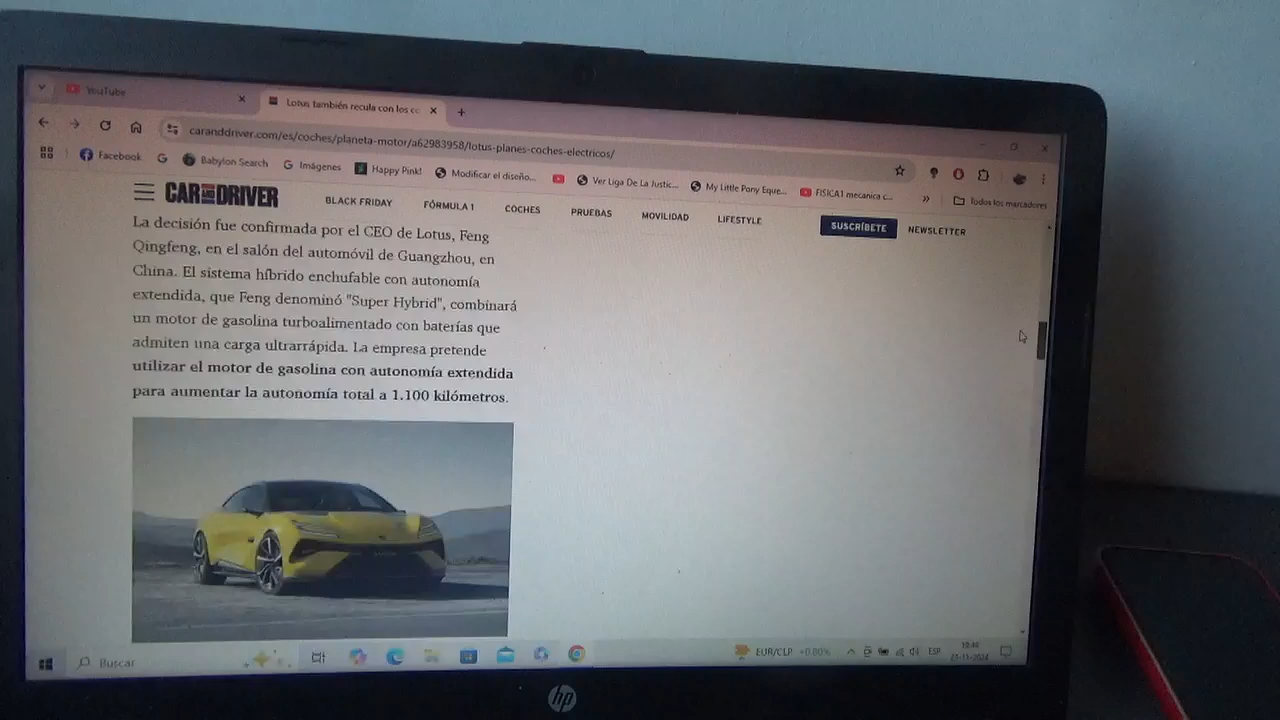 YouTube
Lotus también recula con los co
caranddriver.com/es/coches/planeta-motor/a62983958/lotus-planes-coches-electricos/
Facebook
Babylon Search
Imágenes
Happy Pink!
Modificar el diseño...
Ver Liga De La Justic...
My Little Pony Eque...
FISICA1 mecanica c...
»
Todos los marcadores
CAR AND DRIVER
BLACK FRIDAY
FÓRMULA 1
COCHES
PRUEBAS
MOVILIDAD
LIFESTYLE
SUSCRÍBETE
NEWSLETTER
La decisión fue confirmada por el CEO de Lotus, Feng
Qingfeng, en el salón del automóvil de Guangzhou, en
China. El sistema híbrido enchufable con autonomía
extendida, que Feng denominó "Super Hybrid", combinará
un motor de gasolina turboalimentado con baterías que
admiten una carga ultrarrápida. La empresa pretende
utilizar el motor de gasolina con autonomía extendida
para aumentar la autonomía total a 1.100 kilómetros.
Buscar
EUR/CLP +0.80%
ESP
hp